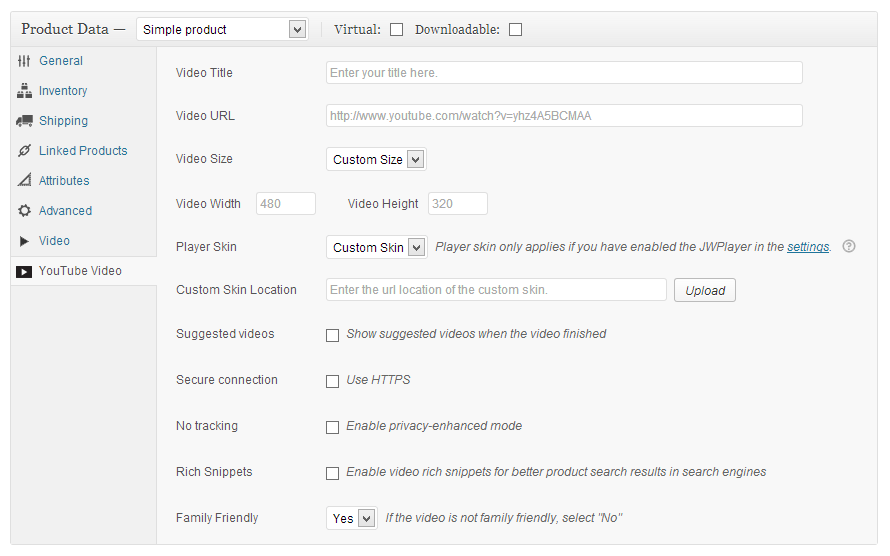 Product Data — Simple product Virtual: Downloadable:
General
Inventory
Shipping
Linked Products
Attributes
Advanced
Video
YouTube Video
Video Title Enter your title here.
Video URL http://www.youtube.com/watch?v=yhz4A5BCMAA
Video Size Custom Size
Video Width 480 Video Height 320
Player Skin Custom Skin Player skin only applies if you have enabled the JWPlayer in the settings. ?
Custom Skin Location Enter the url location of the custom skin. Upload
Suggested videos Show suggested videos when the video finished
Secure connection Use HTTPS
No tracking Enable privacy-enhanced mode
Rich Snippets Enable video rich snippets for better product search results in search engines
Family Friendly Yes If the video is not family friendly, select "No"